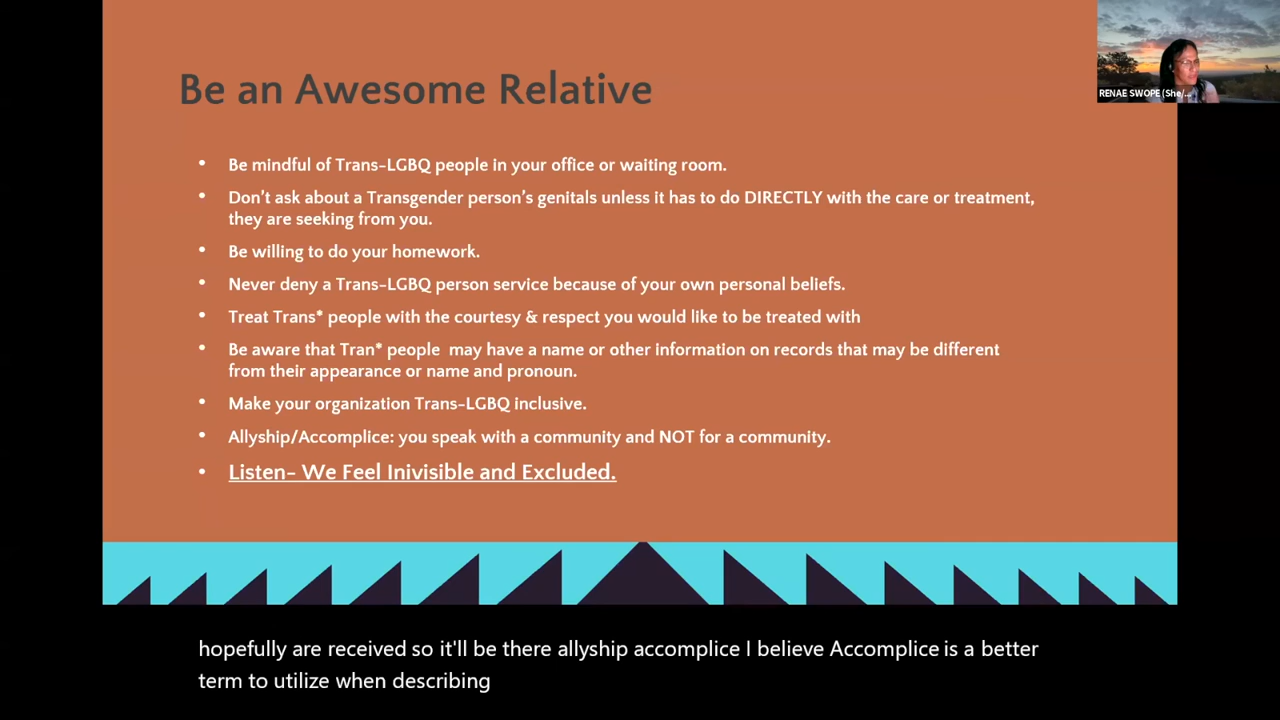 Be an Awesome Relative
RENAE SWOPE (She/...
• Be mindful of Trans-LGBQ people in your office or waiting room.
• Don't ask about a Transgender person's genitals unless it has to do DIRECTLY with the care or treatment,
they are seeking from you.
• Be willing to do your homework.
• Never deny a Trans-LGBQ person service because of your own personal beliefs.
• Treat Trans* people with the courtesy & respect you would like to be treated with
• Be aware that Tran* people  may have a name or other information on records that may be different
from their appearance or name and pronoun.
• Make your organization Trans-LGBQ inclusive.
• Allyship/Accomplice: you speak with a community and NOT for a community.
• Listen- We Feel Inivisible and Excluded.
hopefully are received so it'll be there allyship accomplice I believe Accomplice is a better
term to utilize when describing